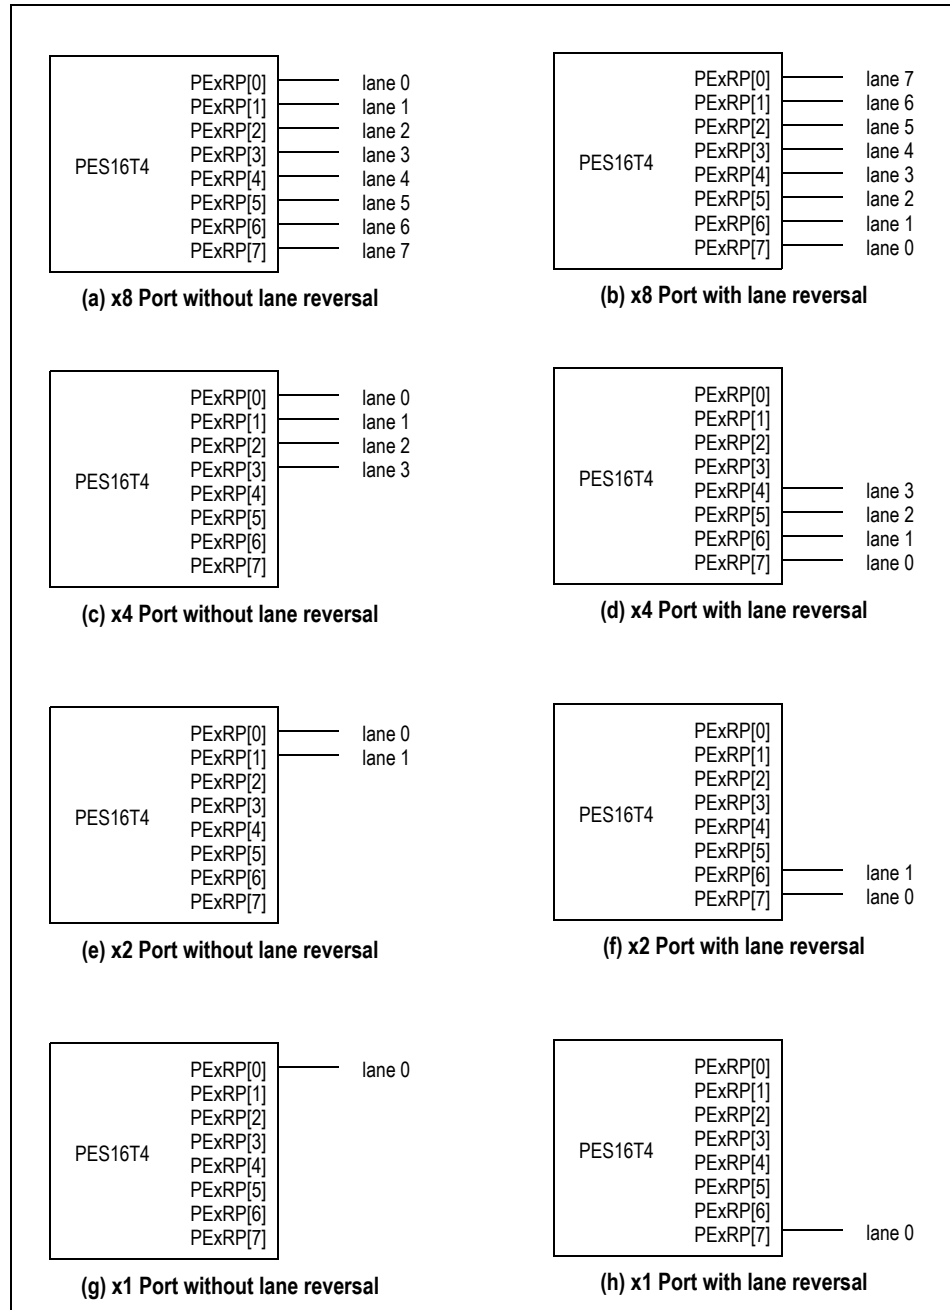 PExRP[0] lane 0
PExRP[1] lane 1
PExRP[2] lane 2
PExRP[3] lane 3
PES16T4
PExRP[4] lane 4
PExRP[5] lane 5
PExRP[6] lane 6
PExRP[7] lane 7
(a) x8 Port without lane reversal
PExRP[0] lane 7
PExRP[1] lane 6
PExRP[2] lane 5
PExRP[3] lane 4
PES16T4
PExRP[4] lane 3
PExRP[5] lane 2
PExRP[6] lane 1
PExRP[7] lane 0
(b) x8 Port with lane reversal
PExRP[0] lane 0
PExRP[1] lane 1
PExRP[2] lane 2
PExRP[3] lane 3
PES16T4
PExRP[4]
PExRP[5]
PExRP[6]
PExRP[7]
(c) x4 Port without lane reversal
PExRP[0]
PExRP[1]
PExRP[2]
PExRP[3]
PES16T4
PExRP[4] lane 3
PExRP[5] lane 2
PExRP[6] lane 1
PExRP[7] lane 0
(d) x4 Port with lane reversal
PExRP[0] lane 0
PExRP[1] lane 1
PExRP[2]
PExRP[3]
PES16T4
PExRP[4]
PExRP[5]
PExRP[6]
PExRP[7]
(e) x2 Port without lane reversal
PExRP[0]
PExRP[1]
PExRP[2]
PExRP[3]
PES16T4
PExRP[4]
PExRP[5]
PExRP[6] lane 1
PExRP[7] lane 0
(f) x2 Port with lane reversal
PExRP[0] lane 0
PExRP[1]
PExRP[2]
PExRP[3]
PES16T4
PExRP[4]
PExRP[5]
PExRP[6]
PExRP[7]
(g) x1 Port without lane reversal
PExRP[0]
PExRP[1]
PExRP[2]
PExRP[3]
PES16T4
PExRP[4]
PExRP[5]
PExRP[6]
PExRP[7] lane 0
(h) x1 Port with lane reversal